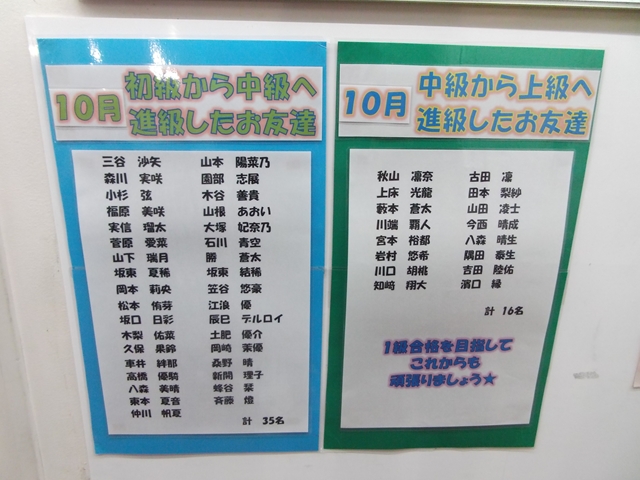 10月
初級から中級へ
進級したお友達
三谷 沙矢 山本 陽菜乃
森川 実咲 園部 志展
小杉 弦 木谷 善貴
福原 美咲 山根 あおい
実信 瑠太 大塚 妃奈乃
菅原 愛菜 石川 青空
山下 瑞月 勝 蒼太
坂東 夏稀 坂東 結稀
岡本 莉央 笠谷 悠豪
松本 侑芽 江浪 優
坂口 日彩 辰巳 デルロイ
木梨 佑菜 土肥 優介
久保 果鈴 岡崎 茉優
車井 絆那 桑野 晴
高橋 優駒 新開 理子
八森 美晴 蜂谷 栞
東本 夏音 斉藤 燈
仲川 帆夏
計 35名
10月
中級から上級へ
進級したお友達
秋山 凛奈 古田 凜
上床 光龍 田本 梨紗
藪本 蒼太 山田 凌士
川端 覇人 今西 晴成
宮本 裕都 八森 晴生
岩村 悠希 隅田 泰生
川口 胡桃 吉田 陸佑
知崎 翔大 濱口 縁
計 16名
1級合格を目指して
これからも
頑張りましょう☆